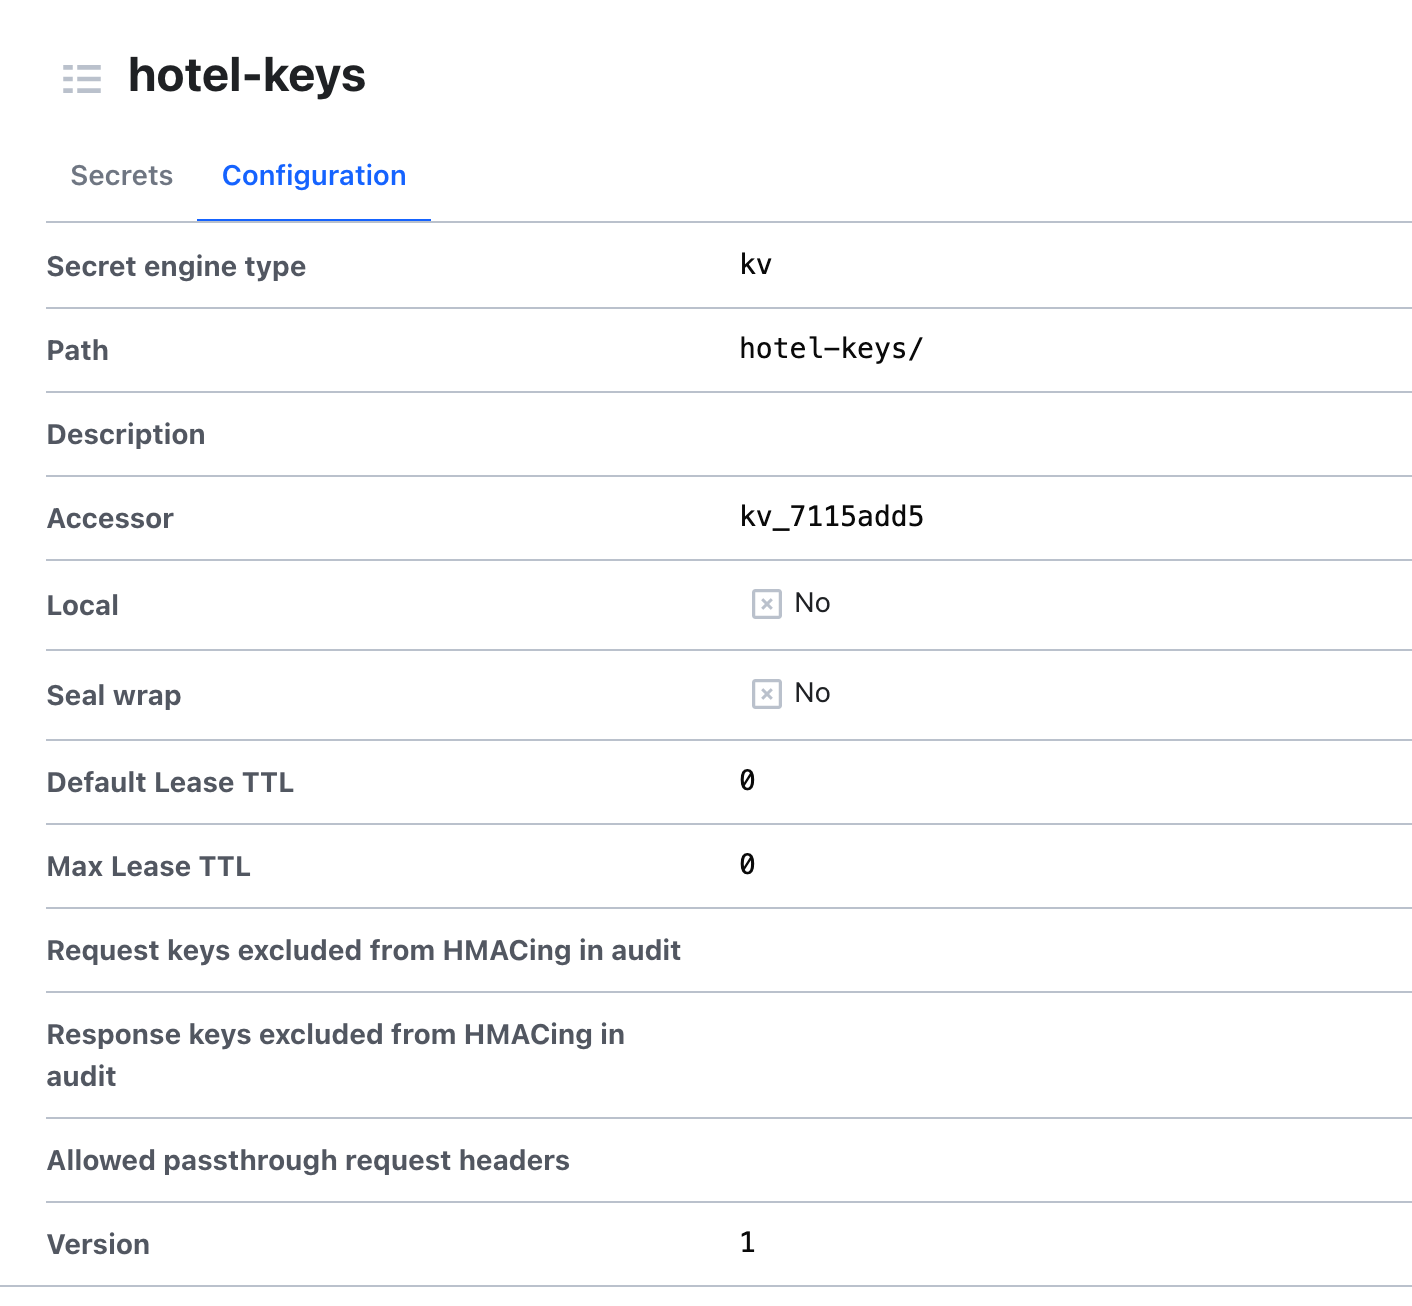 hotel-keys
Secrets Configuration
Secret engine type kv
Path hotel-keys/
Description
Accessor kv_7115add5
Local No
Seal wrap No
Default Lease TTL 0
Max Lease TTL 0
Request keys excluded from HMACing in audit
Response keys excluded from HMACing in
audit
Allowed passthrough request headers
Version 1